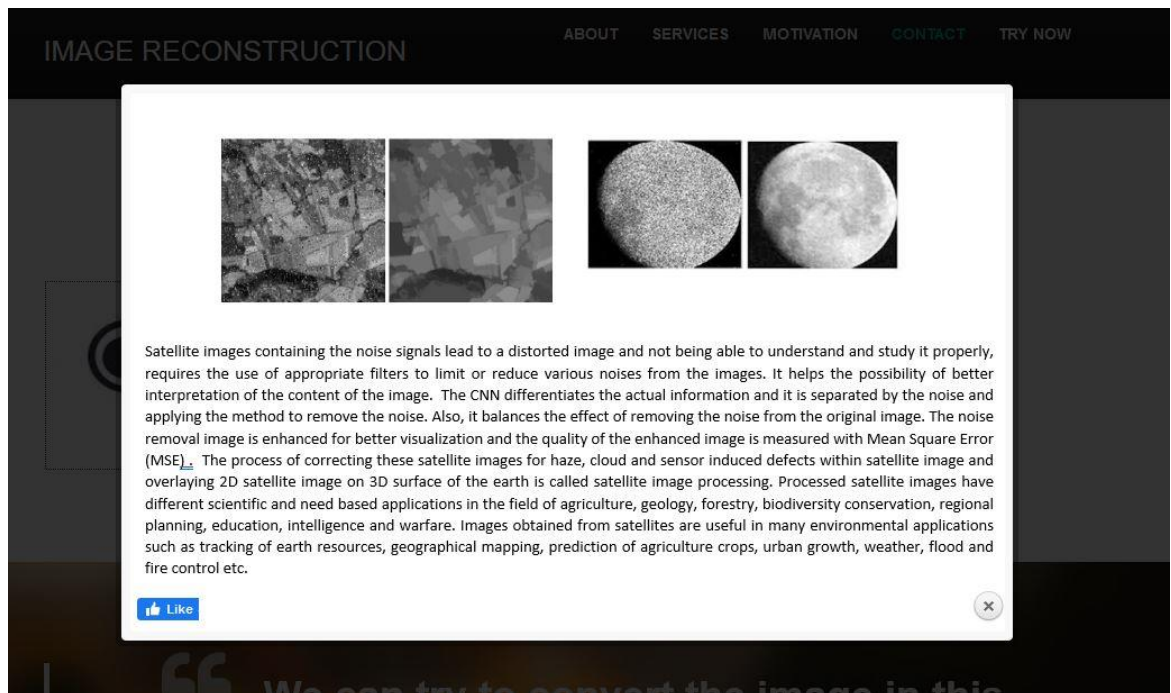 IMAGE RECONSTRUCTION
ABOUT SERVICES MOTIVATION CONTACT TRY NOW
Satellite images containing the noise signals lead to a distorted image and not being able to understand and study it properly,
requires the use of appropriate filters to limit or reduce various noises from the images. It helps the possibility of better
interpretation of the content of the image.  The CNN differentiates the actual information and it is separated by the noise and
applying the method to remove the noise. Also, it balances the effect of removing the noise from the original image. The noise
removal image is enhanced for better visualization and the quality of the enhanced image is measured with Mean Square Error
(MSE) .  The process of correcting these satellite images for haze, cloud and sensor induced defects within satellite image and
overlaying 2D satellite image on 3D surface of the earth is called satellite image processing. Processed satellite images have
different scientific and need based applications in the field of agriculture, geology, forestry, biodiversity conservation, regional
planning, education, intelligence and warfare. Images obtained from satellites are useful in many environmental applications
such as tracking of earth resources, geographical mapping, prediction of agriculture crops, urban growth, weather, flood and
fire control etc.
Like
“ We can try to convert the image in this